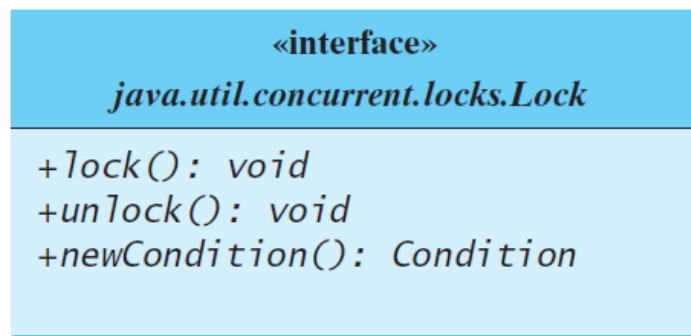 «interface»
java.util.concurrent.locks.Lock
+lock(): void
+unlock(): void
+newCondition(): Condition